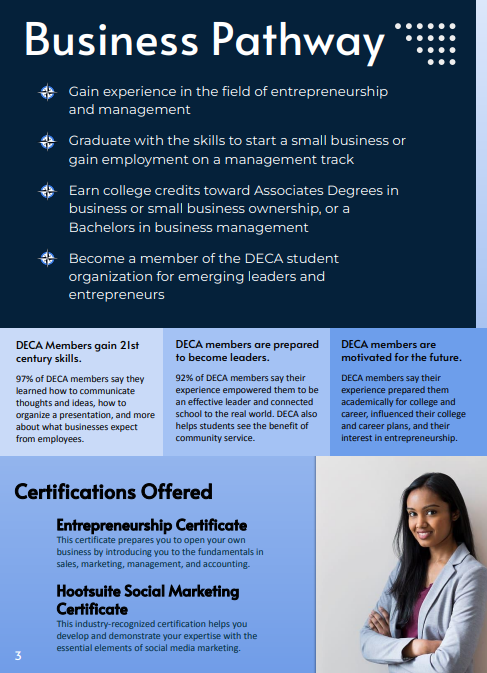 Business Pathway
Gain experience in the field of entrepreneurship
and management
Graduate with the skills to start a small business or
gain employment on a management track
Earn college credits toward Associates Degrees in
business or small business ownership, or a
Bachelors in business management
Become a member of the DECA student
organization for emerging leaders and
entrepreneurs
DECA Members gain 21st
century skills.
97% of DECA members say they
learned how to communicate
thoughts and ideas, how to
organize a presentation, and more
about what businesses expect
from employees.
DECA members are prepared
to become leaders.
92% of DECA members say their
experience empowered them to be
an effective leader and connected
school to the real world. DECA also
helps students see the benefit of
community service.
DECA members are
motivated for the future.
DECA members say their
experience prepared them
academically for college and
career, influenced their college
and career plans, and their
interest in entrepreneurship.
Certifications Offered
Entrepreneurship Certificate
This certificate prepares you to open your own
business by introducing you to the fundamentals in
sales, marketing, management, and accounting.
Hootsuite Social Marketing
Certificate
This industry-recognized certification helps you
develop and demonstrate your expertise with the
essential elements of social media marketing.
3